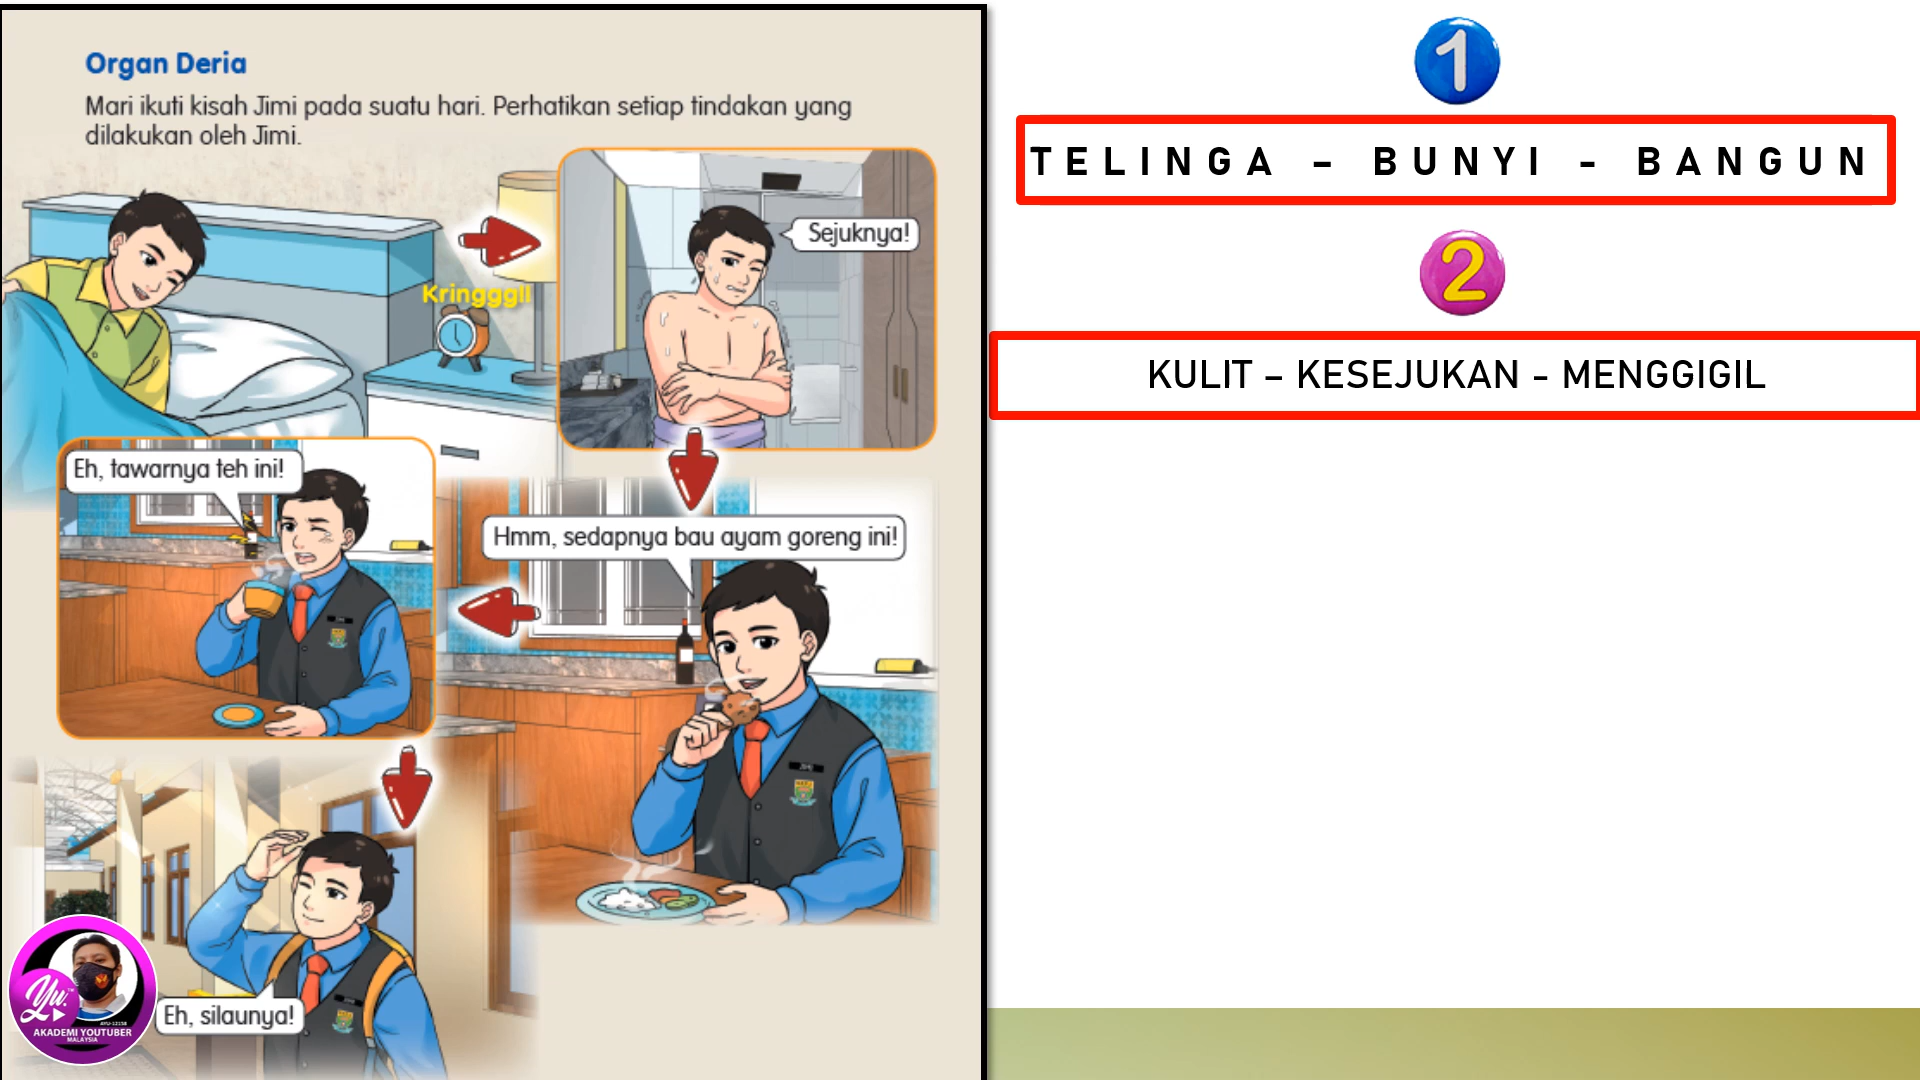 Organ Deria
Mari ikuti kisah Jimi pada suatu hari. Perhatikan setiap tindakan yang
dilakukan oleh Jimi.
Kringgg!!
Sejuknya!
Hmm, sedapnya bau ayam goreng ini!
Eh, tawarnya teh ini!
Eh, silaunya!
Yu.
AKADEMI YOUTUBER
MALAYSIA
1
TELINGA – BUNYI - BANGUN
2
KULIT – KESEJUKAN - MENGGIGIL